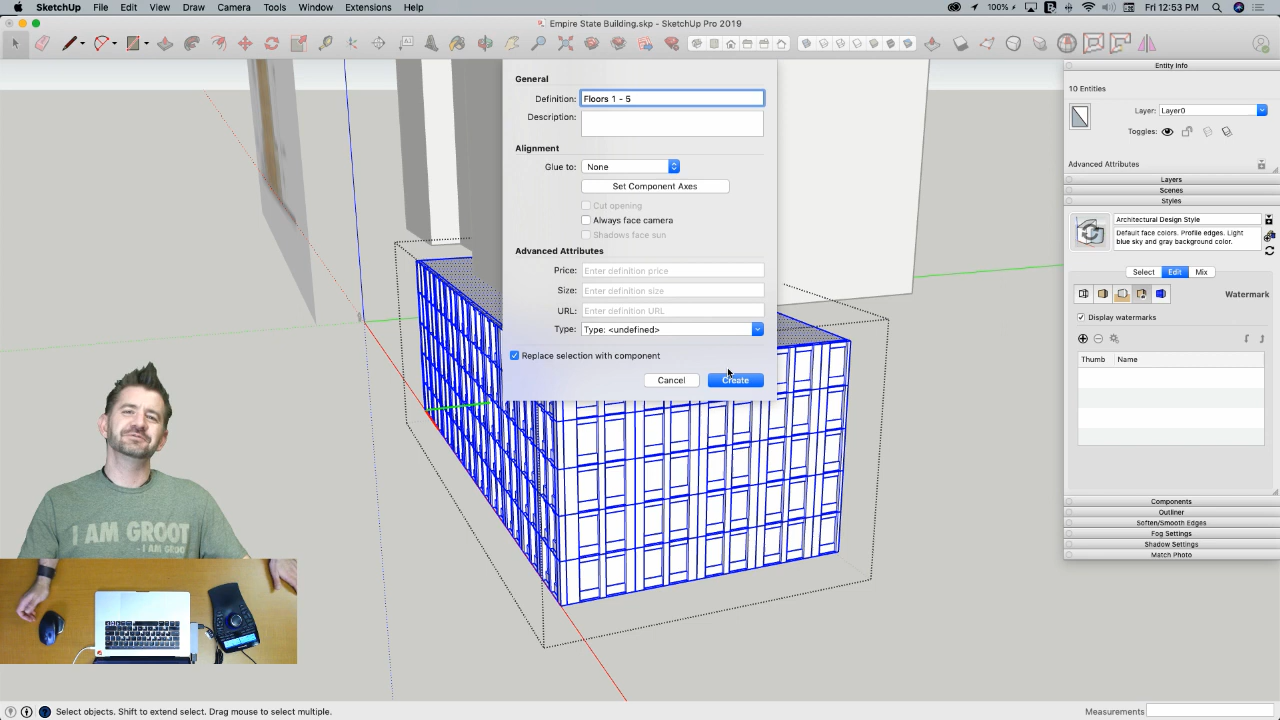 SketchUp File Edit View Draw Camera Tools Window Extensions Help 100% Fri 12:53 PM
Empire State Building.skp - SketchUp Pro 2019
General
Definition: Floors 1 - 5
Description:
Alignment
Glue to: None
Set Component Axes
Cut opening
Always face camera
Shadows face sun
Advanced Attributes
Price: Enter definition price
Size: Enter definition size
URL: Enter definition URL
Type: Type: <undefined>
Replace selection with component
Cancel Create
Entity Info
10 Entities
Layer: Layer0
Toggles:
Advanced Attributes
Layers
Scenes
Styles
Architectural Design Style
Default face colors. Profile edges. Light
blue sky and gray background color.
Select Edit Mix
Watermark
Display watermarks
Thumb Name
Components
Outliner
Soften/Smooth Edges
Fog Settings
Shadow Settings
Match Photo
I AM GROOT
- I AM GROOT
Select objects. Shift to extend select. Drag mouse to select multiple.
Measurements